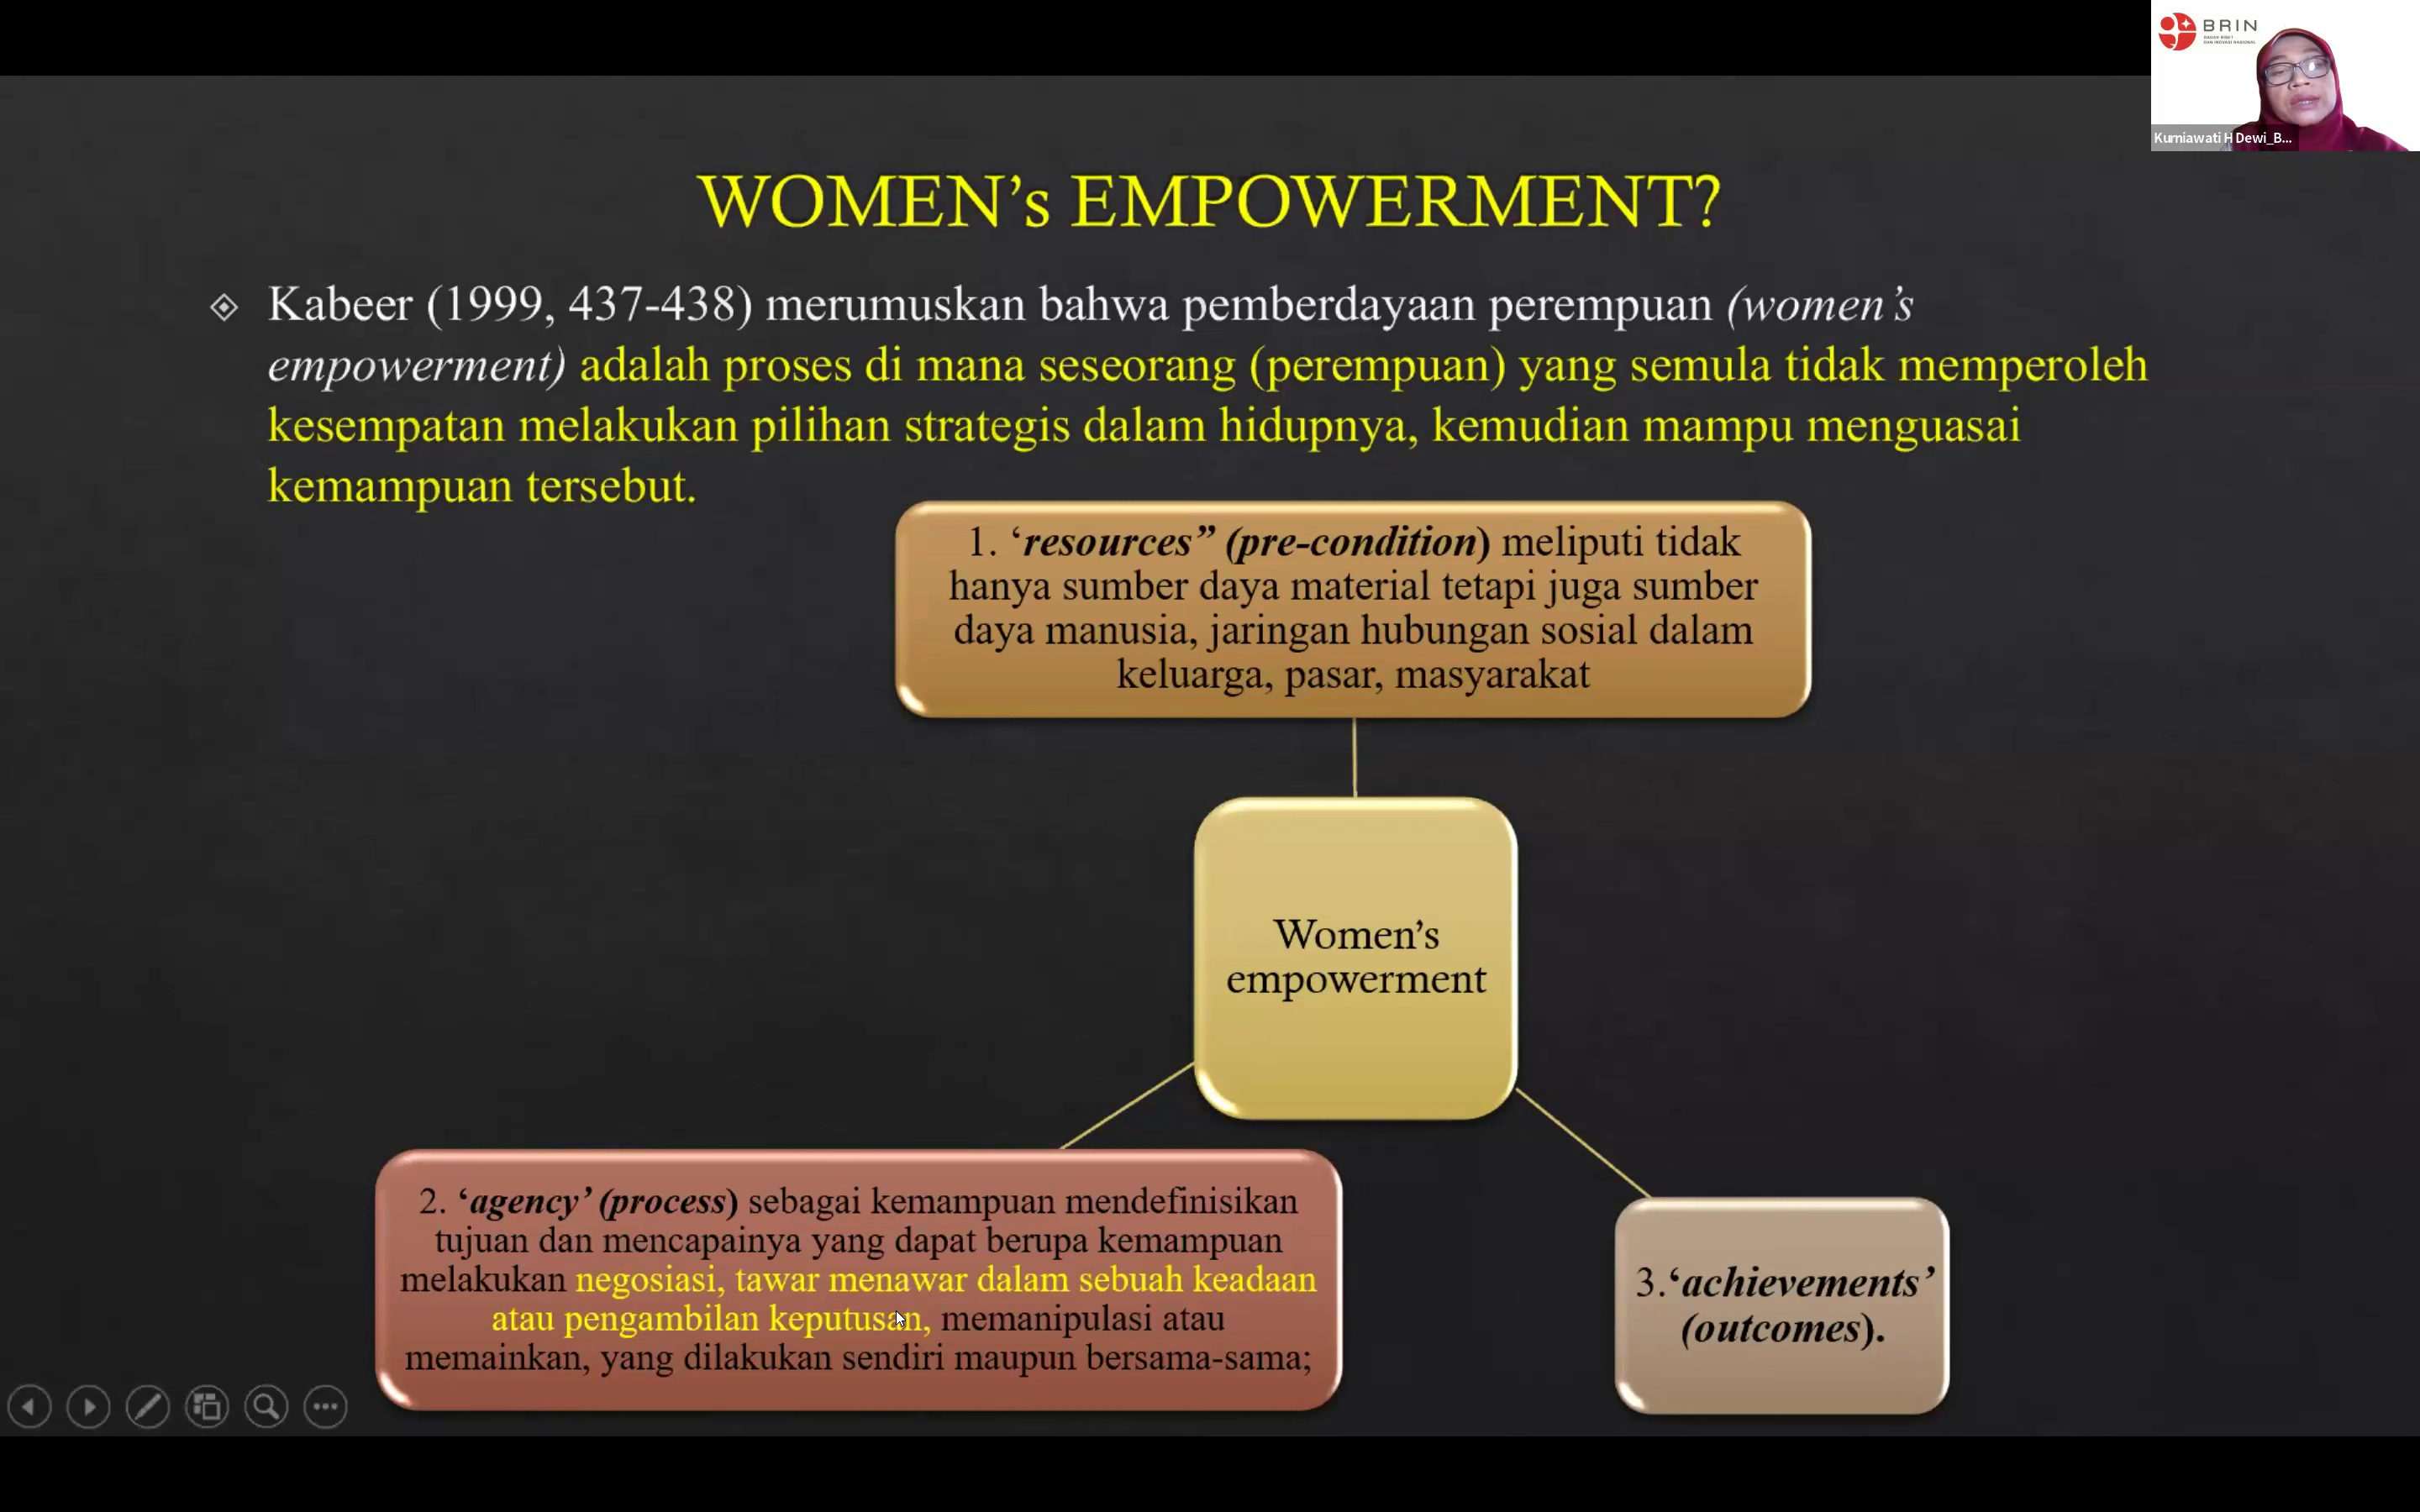 BRIN
Kurniawati H Dewi_B...
WOMEN’s EMPOWERMENT?
Kabeer (1999, 437-438) merumuskan bahwa pemberdayaan perempuan (women’s
empowerment) adalah proses di mana seseorang (perempuan) yang semula tidak memperoleh
kesempatan melakukan pilihan strategis dalam hidupnya, kemudian mampu menguasai
kemampuan tersebut.
1. ‘resources” (pre-condition) meliputi tidak
hanya sumber daya material tetapi juga sumber
daya manusia, jaringan hubungan sosial dalam
keluarga, pasar, masyarakat
Women’s
empowerment
2. ‘agency’ (process) sebagai kemampuan mendefinisikan
tujuan dan mencapainya yang dapat berupa kemampuan
melakukan negosiasi, tawar menawar dalam sebuah keadaan
atau pengambilan keputusan, memanipulasi atau
memainkan, yang dilakukan sendiri maupun bersama-sama;
3.‘achievements’
(outcomes).